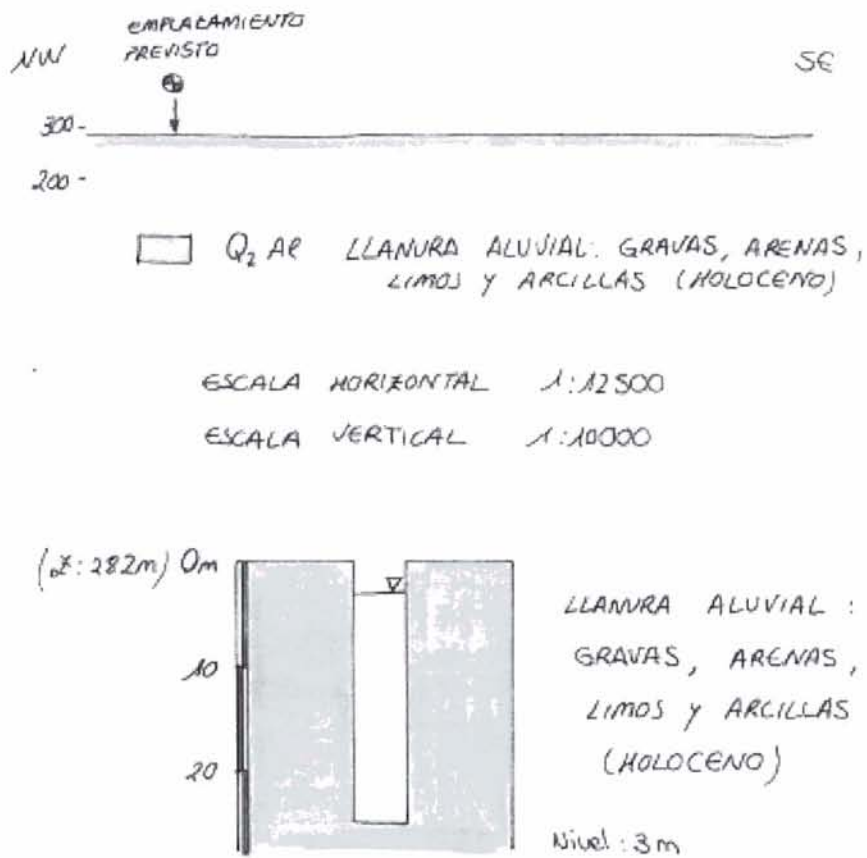 EMPLAZAMIENTO
PREVISTO
NW
SE
300-
200-
Q2 Al LLANURA ALUVIAL: GRAVAS, ARENAS,
LIMOS Y ARCILLAS (HOLOCENO)
ESCALA HORIZONTAL 1:12500
ESCALA VERTICAL 1:10000
(Z: 282m) 0m
10
20
LLANURA ALUVIAL:
GRAVAS, ARENAS,
LIMOS Y ARCILLAS
(HOLOCENO)
Nivel: 3m